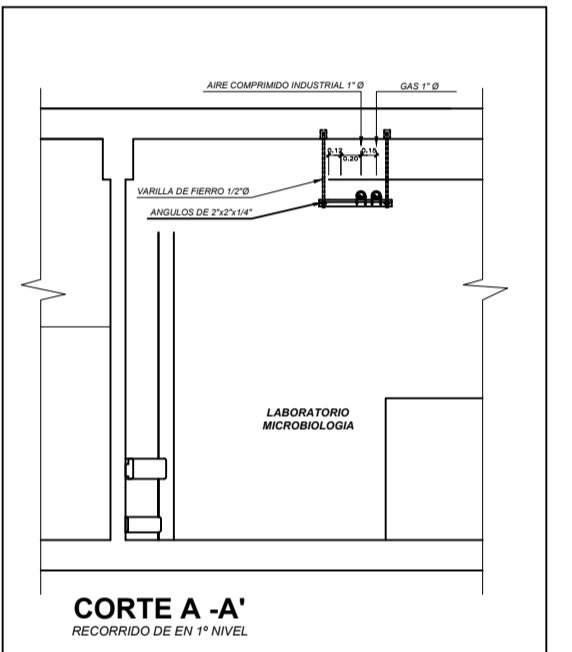 AIRE COMPRIMIDO INDUSTRIAL 1" Ø
GAS 1" Ø
0.12
0.20
0.15
VARILLA DE FIERRO 1/2"Ø
ANGULOS DE 2"x2"x1/4"
LABORATORIO
MICROBIOLOGIA
CORTE A -A'
RECORRIDO DE EN 1º NIVEL